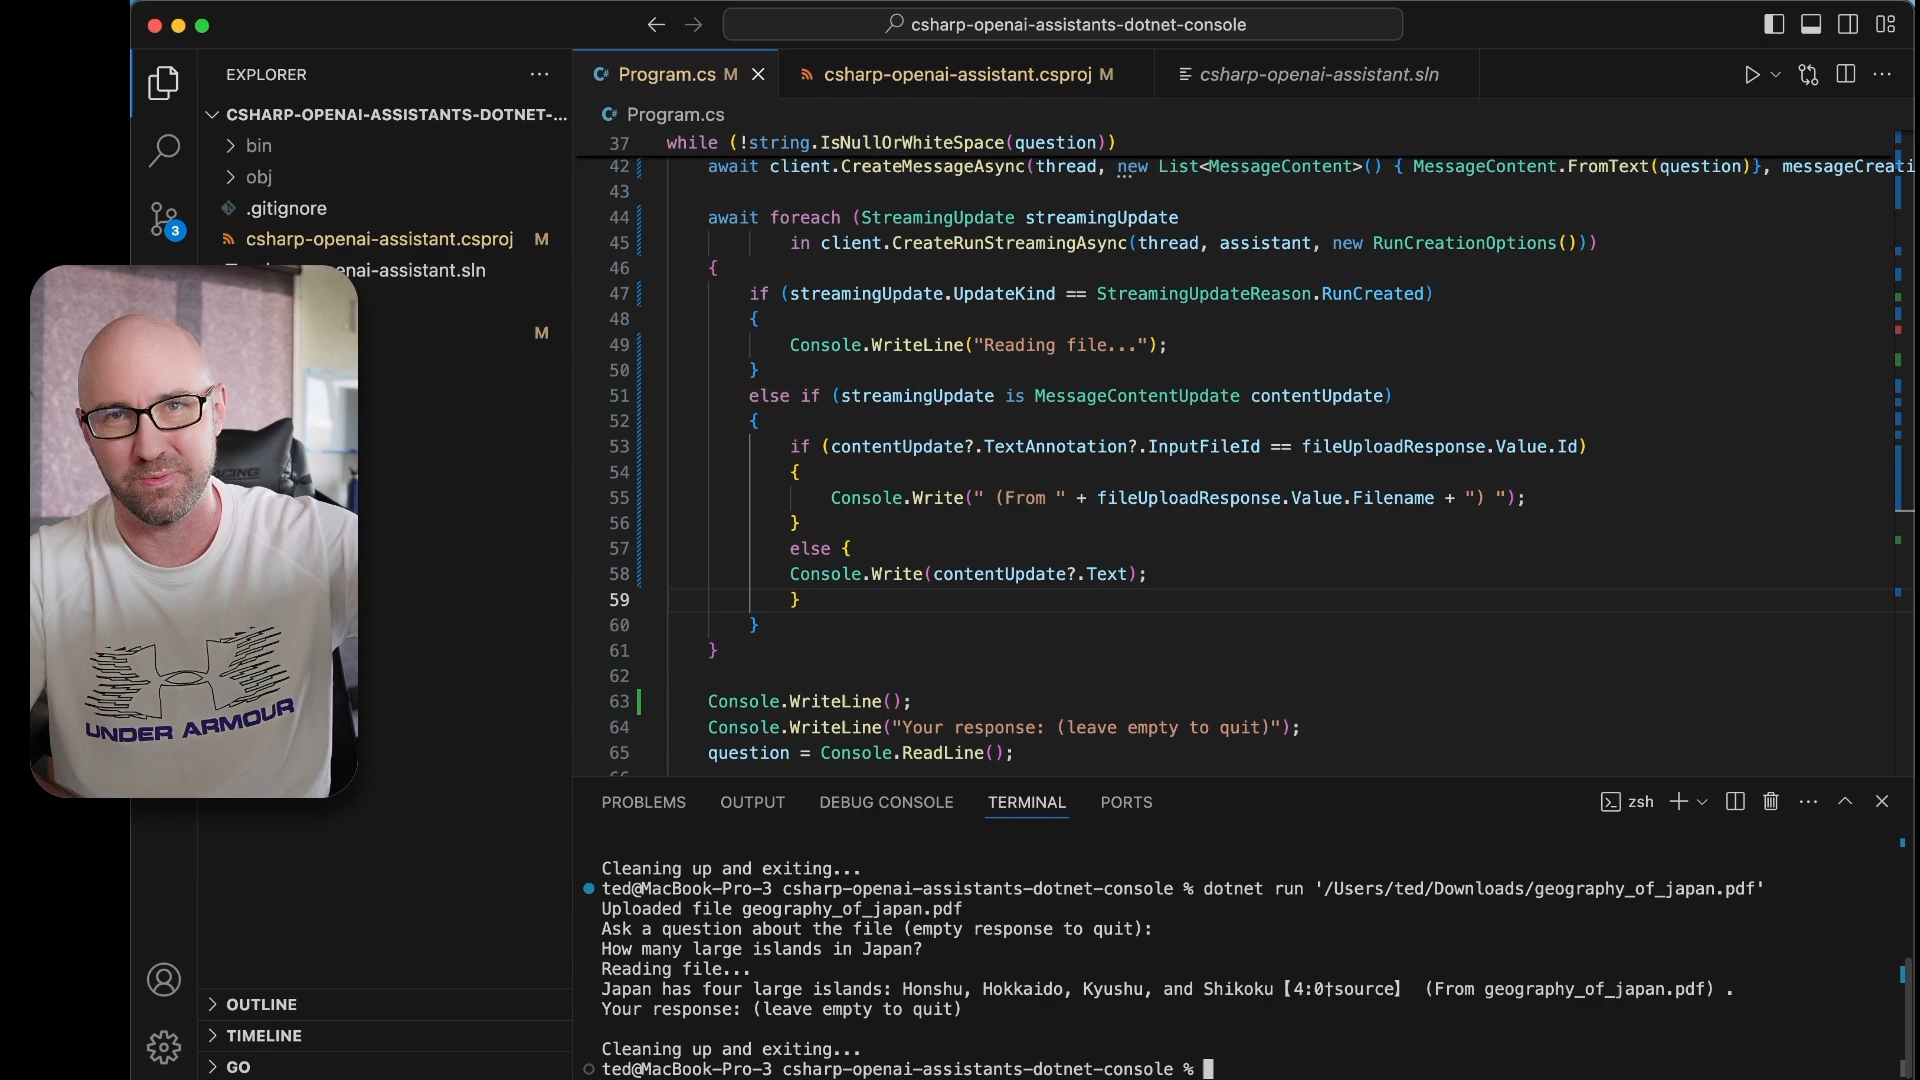 csharp-openai-assistants-dotnet-console
EXPLORER
CSHARP-OPENAI-ASSISTANTS-DOTNET-...
bin
obj
.gitignore
csharp-openai-assistant.csproj M
enai-assistant.sln
M
3
OUTLINE
TIMELINE
GO
UNDER ARMOUR
Program.cs M
csharp-openai-assistant.csproj M
csharp-openai-assistant.sln
Program.cs
37 while (!string.IsNullOrWhiteSpace(question))
42 await client.CreateMessageAsync(thread, new List<MessageContent>() { MessageContent.FromText(question)}, messageCreati
43
44 await foreach (StreamingUpdate streamingUpdate
45 in client.CreateRunStreamingAsync(thread, assistant, new RunCreationOptions()))
46 {
47 if (streamingUpdate.UpdateKind == StreamingUpdateReason.RunCreated)
48 {
49 Console.WriteLine("Reading file...");
50 }
51 else if (streamingUpdate is MessageContentUpdate contentUpdate)
52 {
53 if (contentUpdate?.TextAnnotation?.InputFileId == fileUploadResponse.Value.Id)
54 {
55 Console.Write(" (From " + fileUploadResponse.Value.Filename + ") ");
56 }
57 else {
58 Console.Write(contentUpdate?.Text);
59 }
60 }
61 }
62
63 Console.WriteLine();
64 Console.WriteLine("Your response: (leave empty to quit)");
65 question = Console.ReadLine();
PROBLEMS OUTPUT DEBUG CONSOLE TERMINAL PORTS
zsh
Cleaning up and exiting...
ted@MacBook-Pro-3 csharp-openai-assistants-dotnet-console % dotnet run '/Users/ted/Downloads/geography_of_japan.pdf'
Uploaded file geography_of_japan.pdf
Ask a question about the file (empty response to quit):
How many large islands in Japan?
Reading file...
Japan has four large islands: Honshu, Hokkaido, Kyushu, and Shikoku【4:0†source】 (From geography_of_japan.pdf) .
Your response: (leave empty to quit)
Cleaning up and exiting...
ted@MacBook-Pro-3 csharp-openai-assistants-dotnet-console %